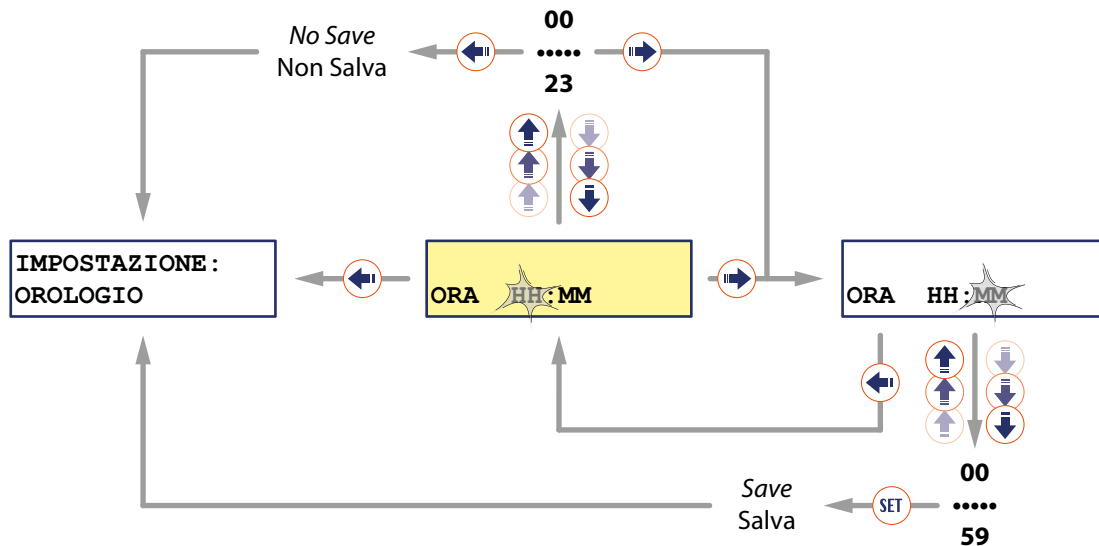 00
No Save
Non Salva
•••••
23
IMPOSTAZIONE:
OROLOGIO
ORA HH:MM
ORA HH:MM
00
Save
Salva
SET
•••••
59